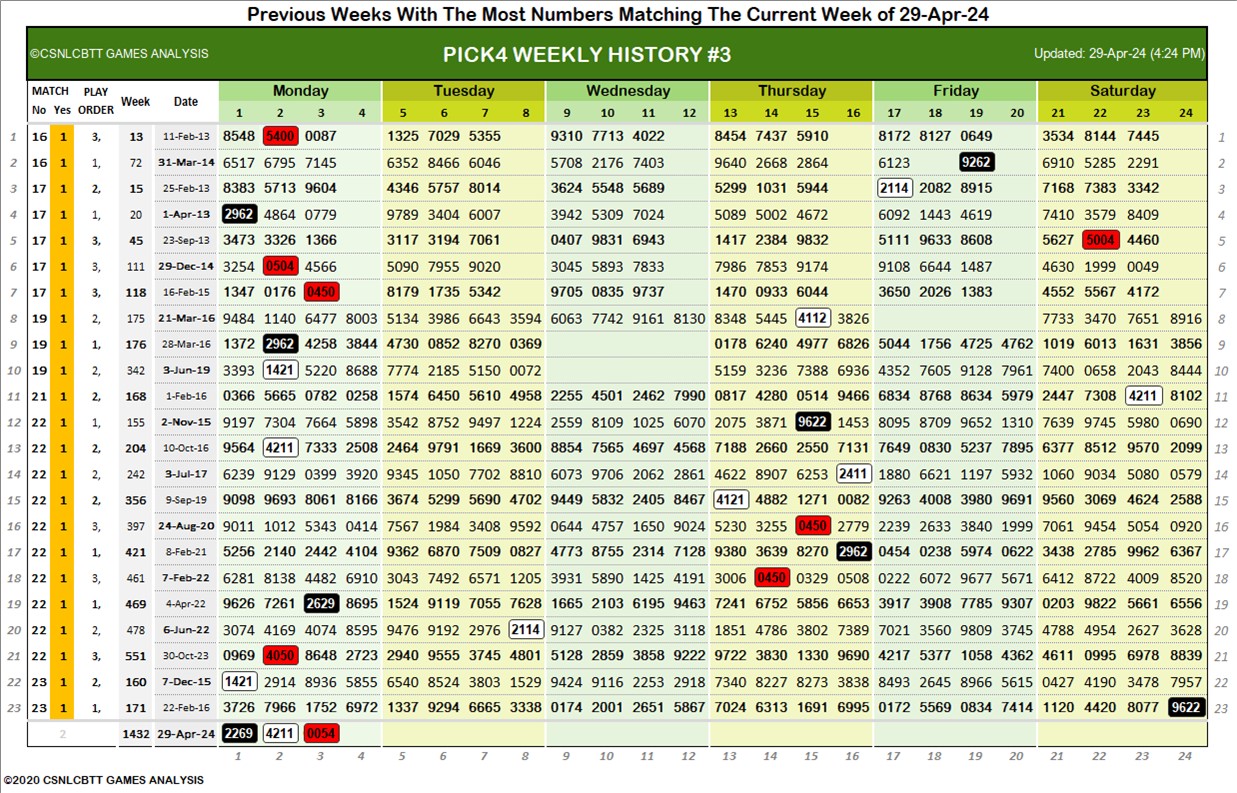 Previous Weeks With The Most Numbers Matching The Current Week of 29-Apr-24
©CSNLCBTT GAMES ANALYSIS PICK4 WEEKLY HISTORY #3 Updated: 29-Apr-24 (4:24 PM)
MATCH PLAY Week Date Monday Tuesday Wednesday Thursday Friday Saturday
No Yes ORDER 1 2 3 4 5 6 7 8 9 10 11 12 13 14 15 16 17 18 19 20 21 22 23 24
1 16 1 3, 13 11-Feb-13 8548 5400 0087 1325 7029 5355 9310 7713 4022 8454 7437 5910 8172 8127 0649 3534 8144 7445 1
2 16 1 1, 72 31-Mar-14 6517 6795 7145 6352 8466 6046 5708 2176 7403 9640 2668 2864 6123 9262 6910 5285 2291 2
3 17 1 2, 15 25-Feb-13 8383 5713 9604 4346 5757 8014 3624 5548 5689 5299 1031 5944 2114 2082 8915 7168 7383 3342 3
4 17 1 1, 20 1-Apr-13 2962 4864 0779 9789 3404 6007 3942 5309 7024 5089 5002 4672 6092 1443 4619 7410 3579 8409 4
5 17 1 3, 45 23-Sep-13 3473 3326 1366 3117 3194 7061 0407 9831 6943 1417 2384 9832 5111 9633 8608 5627 5004 4460 5
6 17 1 3, 111 29-Dec-14 3254 0504 4566 5090 7955 9020 3045 5893 7833 7986 7853 9174 9108 6644 1487 4630 1999 0049 6
7 17 1 3, 118 16-Feb-15 1347 0176 0450 8179 1735 5342 9705 0835 9737 1470 0933 6044 3650 2026 1383 4552 5567 4172 7
8 19 1 2, 175 21-Mar-16 9484 1140 6477 8003 5134 3986 6643 3594 6063 7742 9161 8130 8348 5445 4112 3826 7733 3470 7651 8916 8
9 19 1 1, 176 28-Mar-16 1372 2962 4258 3844 4730 0852 8270 0369 0178 6240 4977 6826 5044 1756 4725 4762 1019 6013 1631 3856 9
10 19 1 2, 342 3-Jun-19 3393 1421 5220 8688 7774 2185 5150 0072 5159 3236 7388 6936 4352 7605 9128 7961 7400 0658 2043 8444 10
11 21 1 2, 168 1-Feb-16 0366 5665 0782 0258 1574 6450 5610 4958 2255 4501 2462 7990 0817 4280 0514 9466 6834 8768 8634 5979 2447 7308 4211 8102 11
12 22 1 1, 155 2-Nov-15 9197 7304 7664 5898 3542 8752 9497 1224 2559 8109 1025 6070 2075 3871 9622 1453 8095 8709 9652 1310 7639 9745 5980 0690 12
13 22 1 2, 204 10-Oct-16 9564 4211 7333 2508 2464 9791 1669 3600 8854 7565 4697 4568 7188 2660 2550 7131 7649 0830 5237 7895 6377 8512 9570 2099 13
14 22 1 2, 242 3-Jul-17 6239 9129 0399 3920 9345 1050 7702 8810 6073 9706 2062 2861 4622 8907 6253 2411 1880 6621 1197 5932 1060 9034 5080 0579 14
15 22 1 2, 356 9-Sep-19 9098 9693 8061 8166 3674 5299 5690 4702 9449 5832 2405 8467 4121 4882 1271 0082 9263 4008 3980 9691 9560 3069 4624 2588 15
16 22 1 3, 397 24-Aug-20 9011 1012 5343 0414 7567 1984 3408 9592 0644 4757 1650 9024 5230 3255 0450 2779 2239 2633 3840 1999 7061 9454 5054 0920 16
17 22 1 1, 421 8-Feb-21 5256 2140 2442 4104 9362 6870 7509 0827 4773 8755 2314 7128 9380 3639 8270 2962 0454 0238 5974 0622 3438 2785 9962 6367 17
18 22 1 3, 461 7-Feb-22 6281 8138 4482 6910 3043 7492 6571 1205 3931 5890 1425 4191 3006 0450 0329 0508 0222 6072 9677 5671 6412 8722 4009 8520 18
19 22 1 1, 469 4-Apr-22 9626 7261 2629 8695 1524 9119 7055 7628 1665 2103 6195 9463 7241 6752 5856 6653 3917 3908 7785 9307 0203 9822 5661 6556 19
20 22 1 2, 478 6-Jun-22 3074 4169 4074 8595 9476 9192 2976 2114 9127 0382 2325 3118 1851 4786 3802 7389 7021 3560 9809 3745 4788 4954 2627 3628 20
21 22 1 3, 551 30-Oct-23 0969 4050 8648 2723 2940 9555 3745 4801 5128 2859 3858 9222 9722 3830 1330 9690 4217 5377 1834 4362 4611 0995 6978 8839 21
22 23 1 2, 160 7-Dec-15 1421 2914 8936 5855 6540 8524 3803 1529 9424 9116 2253 2918 7340 8227 8273 3838 8493 2645 8966 5615 0427 4190 3478 7957 22
23 23 1 1, 171 22-Feb-16 3726 7966 1752 6972 1337 9294 6665 3338 0174 2001 2651 5867 7024 6313 1691 6995 0172 5569 0834 7414 1120 4420 8077 9622 23
2 1432 29-Apr-24 2269 4211 0054
1 2 3 4 5 6 7 8 9 10 11 12 13 14 15 16 17 18 19 20 21 22 23 24
©2020 CSNLCBTT GAMES ANALYSIS